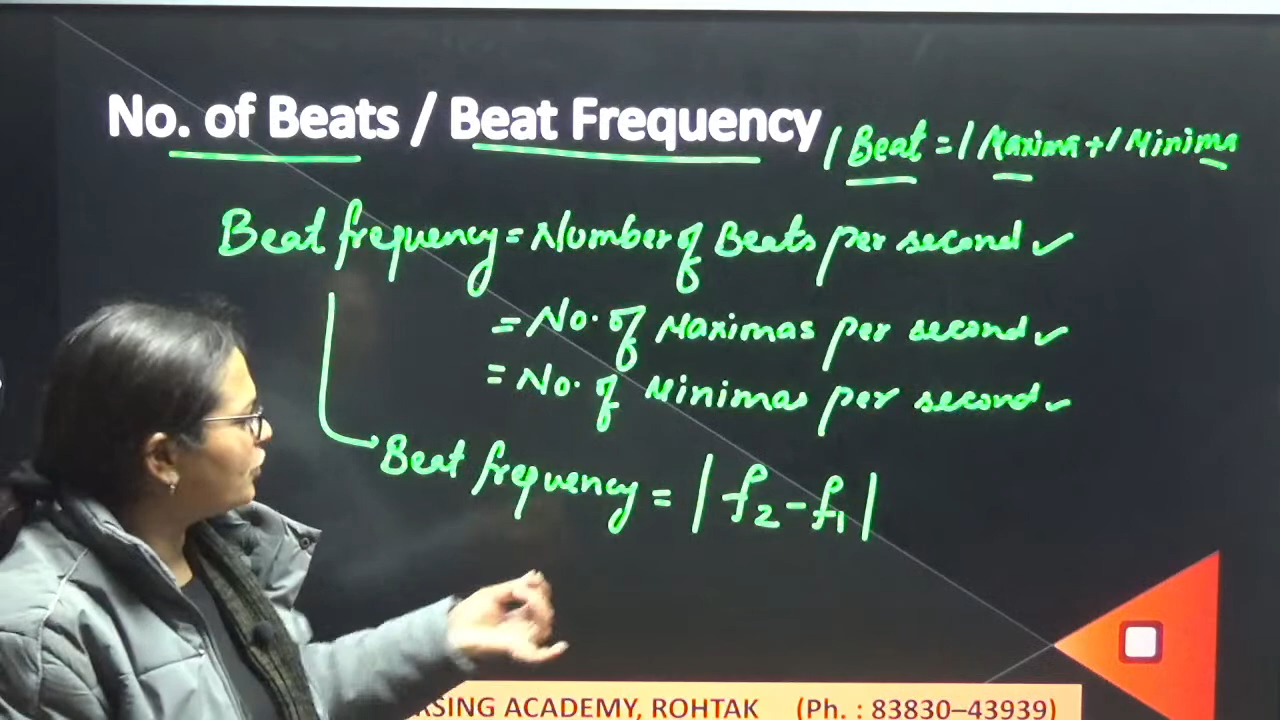 No. of Beats / Beat Frequency
1 Beat = 1 Maxima + 1 Minima
Beat frequency = Number of Beats per second ✓
= No. of Maximas per second ✓
= No. of Minimas per second ✓
Beat frequency = | f₂ - f₁ |
RSING ACADEMY, ROHTAK (Ph. : 83830–43939)